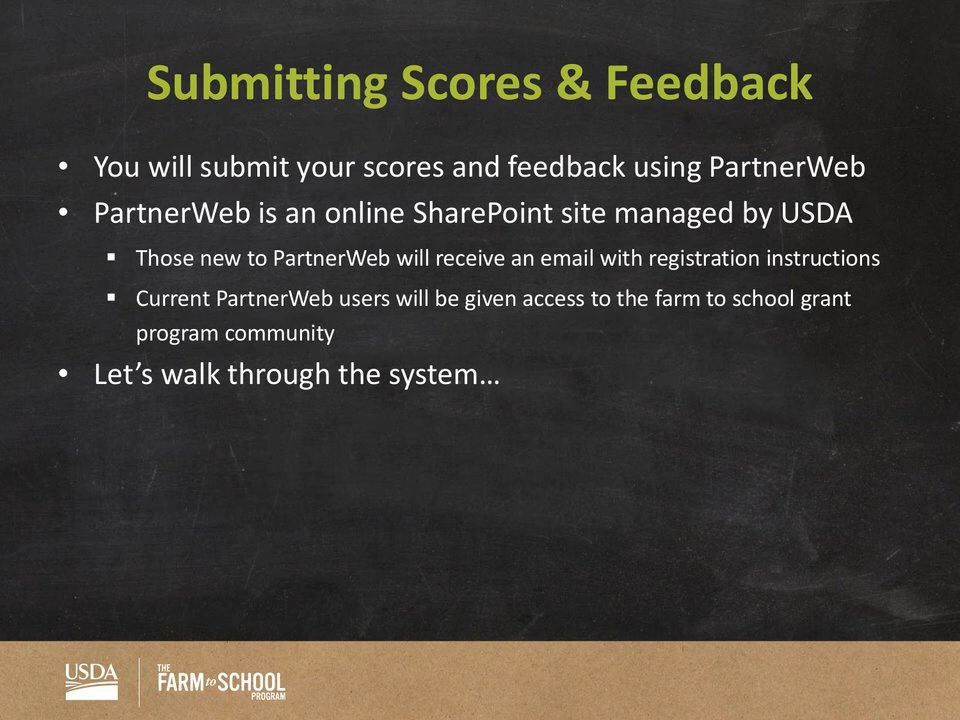 Submitting Scores & Feedback
• You will submit your scores and feedback using PartnerWeb
• PartnerWeb is an online SharePoint site managed by USDA
▪ Those new to PartnerWeb will receive an email with registration instructions
▪ Current PartnerWeb users will be given access to the farm to school grant
program community
• Let’s walk through the system…
USDA
THE
FARM to SCHOOL
PROGRAM